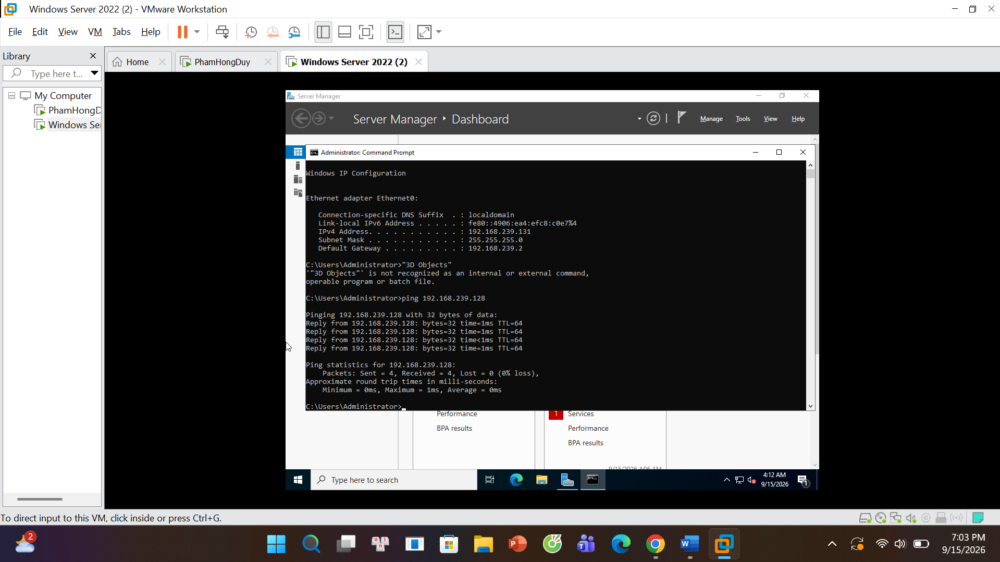 Windows Server 2022 (2) - VMware Workstation
File Edit View VM Tabs Help
Library
Type here t...
My Computer
PhamHongD
Windows Se
Home
PhamHongDuy
Windows Server 2022 (2)
Server Manager
Server Manager Dashboard
Manage Tools View Help
Administrator: Command Prompt
Windows IP Configuration
Ethernet adapter Ethernet0:
Connection-specific DNS Suffix . : localdomain
Link-local IPv6 Address . . . . . : fe80::4906:ea4:efc8:c0e7%4
IPv4 Address. . . . . . . . . . . : 192.168.239.131
Subnet Mask . . . . . . . . . . . : 255.255.255.0
Default Gateway . . . . . . . . . : 192.168.239.2
C:\Users\Administrator>"3D Objects"
'"3D Objects"' is not recognized as an internal or external command,
operable program or batch file.
C:\Users\Administrator>ping 192.168.239.128
Pinging 192.168.239.128 with 32 bytes of data:
Reply from 192.168.239.128: bytes=32 time=1ms TTL=64
Reply from 192.168.239.128: bytes=32 time=1ms TTL=64
Reply from 192.168.239.128: bytes=32 time<1ms TTL=64
Reply from 192.168.239.128: bytes=32 time=1ms TTL=64
Ping statistics for 192.168.239.128:
Packets: Sent = 4, Received = 4, Lost = 0 (0% loss),
Approximate round trip times in milli-seconds:
Minimum = 0ms, Maximum = 1ms, Average = 0ms
C:\Users\Administrator>_
Performance
BPA results
1 Services
Performance
BPA results
9/15/2026 4:06 AM
Type here to search
4:12 AM
9/15/2026
1
To direct input to this VM, click inside or press Ctrl+G.
2
7:03 PM
9/15/2026